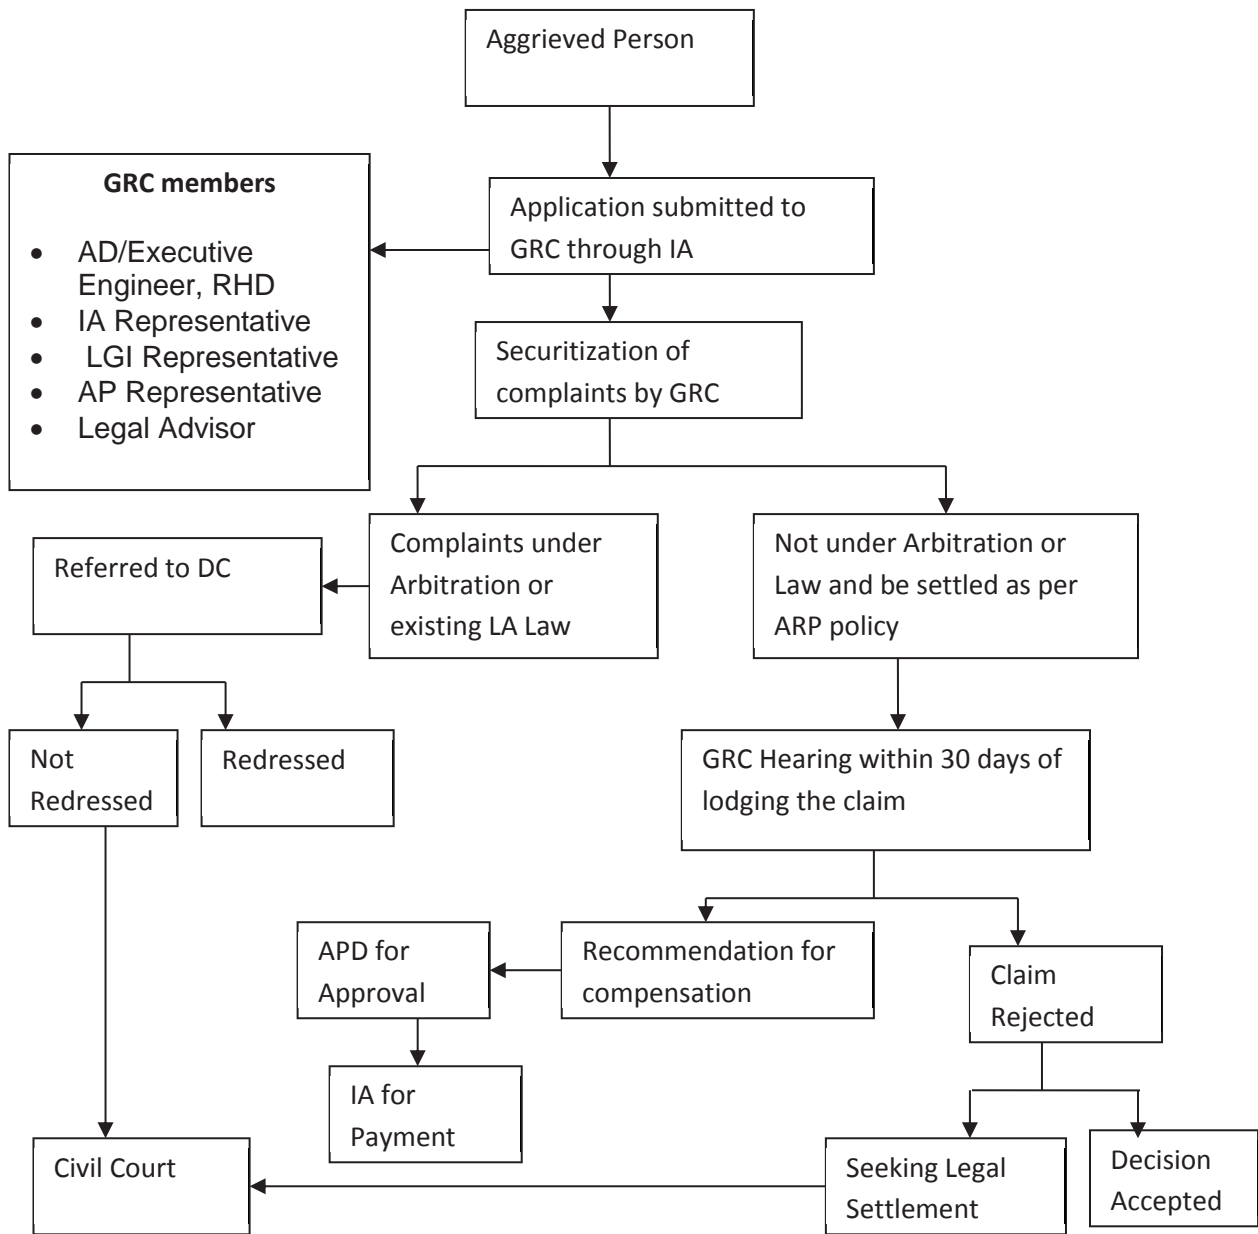 Aggrieved Person
GRC members
• AD/Executive
Engineer, RHD
• IA Representative
• LGI Representative
• AP Representative
• Legal Advisor
Application submitted to
GRC through IA
Securitization of
complaints by GRC
Referred to DC
Complaints under
Arbitration or
existing LA Law
Not under Arbitration or
Law and be settled as per
ARP policy
Not
Redressed
Redressed
GRC Hearing within 30 days of
lodging the claim
APD for
Approval
Recommendation for
compensation
Claim
Rejected
IA for
Payment
Civil Court
Seeking Legal
Settlement
Decision
Accepted